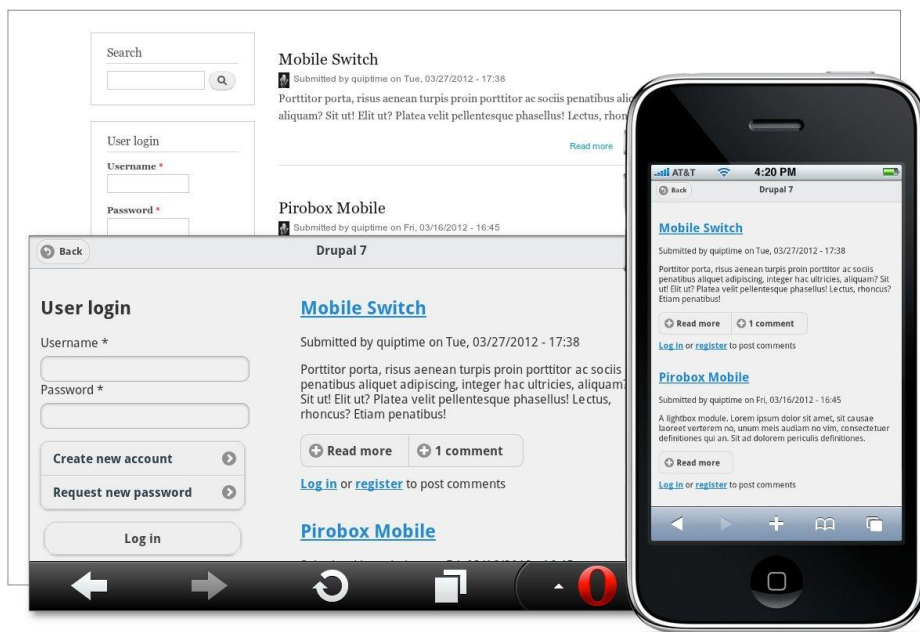 Search
User login
Username *
Password *
Mobile Switch
Submitted by quiptime on Tue, 03/27/2012 - 17:38
Porttitor porta, risus aenean turpis proin porttitor ac sociis penatibus
aliquam? Sit ut! Elit ut? Platea velit pellentesque phasellus! Lectus,
Read more
Pirobox Mobile
Submitted by quiptime on Fri, 03/16/2012 - 16:45
Back
Drupal 7
User login
Username *
Password *
Create new account
Request new password
Log in
Mobile Switch
Submitted by quiptime on Tue, 03/27/2012 - 17:38
Porttitor porta, risus aenean turpis proin porttitor ac sociis
penatibus aliquet adipiscing, integer hac ultricies, aliquam?
Sit ut! Elit ut? Platea velit pellentesque phasellus! Lectus,
rhoncus? Etiam penatibus!
Read more
1 comment
Log in or register to post comments
Pirobox Mobile
AT&T
4:20 PM
Back
Drupal 7
Mobile Switch
Submitted by quiptime on Tue, 03/27/2012 - 17:38
Porttitor porta, risus aenean turpis proin porttitor ac sociis
penatibus aliquet adipiscing, integer hac ultricies, aliquam? Sit
ut! Elit ut? Platea velit pellentesque phasellus! Lectus, rhoncus?
Etiam penatibus!
Read more
1 comment
Log in or register to post comments
Pirobox Mobile
Submitted by quiptime on Fri, 03/16/2012 - 16:45
A lightbox module. Lorem ipsum dolor sit amet, sit causae
laoreet verterem no, unum meis audiam no vim, consectetuer
definitiones qui an. Sit ad dolorem periculis definitiones.
Read more
Log in or register to post comments